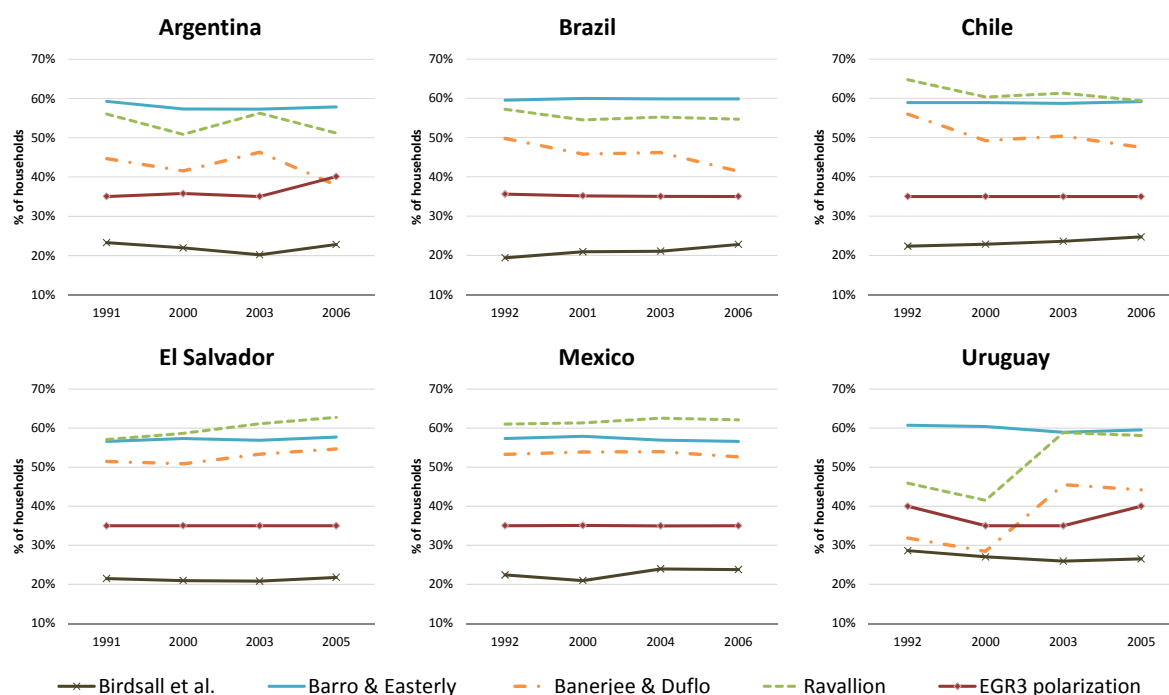 Argentina
Brazil
Chile
70%
60%
50%
40%
30%
20%
10%
% of households
1991 2000 2003 2006
70%
60%
50%
40%
30%
20%
10%
% of households
1992 2001 2004 2006
70%
60%
50%
40%
30%
20%
10%
% of households
1992 2000 2003 2006
El Salvador
Mexico
Uruguay
70%
60%
50%
40%
30%
20%
10%
% of households
1991 2000 2003 2005
70%
60%
50%
40%
30%
20%
10%
% of households
1992 2000 2004 2006
70%
60%
50%
40%
30%
20%
10%
% of households
1992 2000 2003 2005
Birdsall et al. Barro & Easterly Banerjee & Duflo Ravallion EGR3 polarization